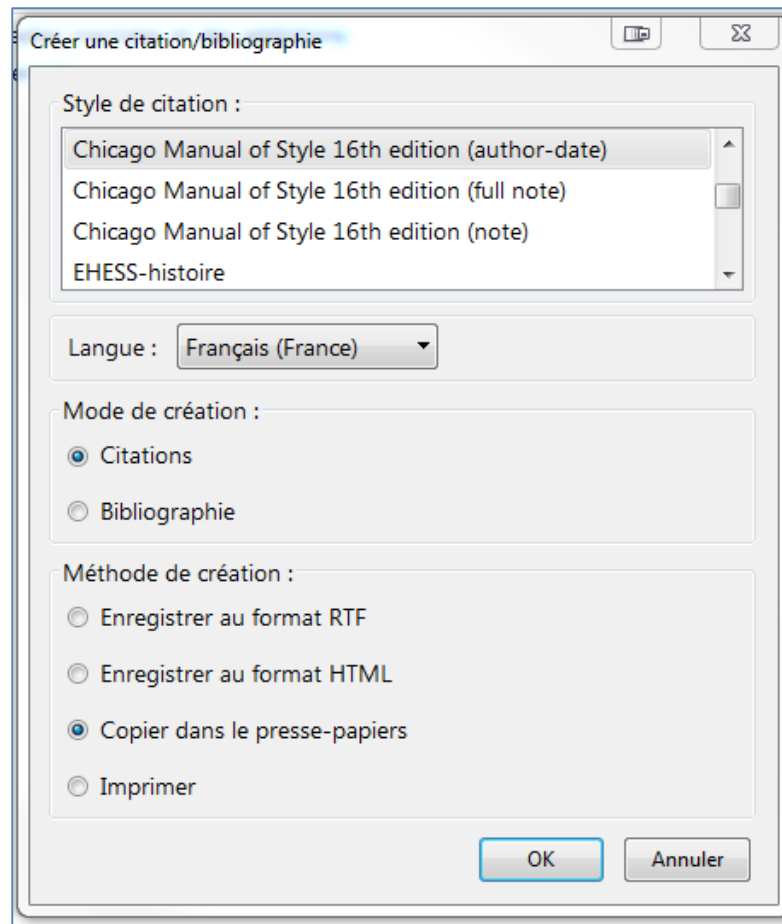 Créer une citation/bibliographie
Style de citation :
Chicago Manual of Style 16th edition (author-date)
Chicago Manual of Style 16th edition (full note)
Chicago Manual of Style 16th edition (note)
EHESS-histoire
Langue : Français (France)
Mode de création :
Citations
Bibliographie
Méthode de création :
Enregistrer au format RTF
Enregistrer au format HTML
Copier dans le presse-papiers
Imprimer
OK Annuler